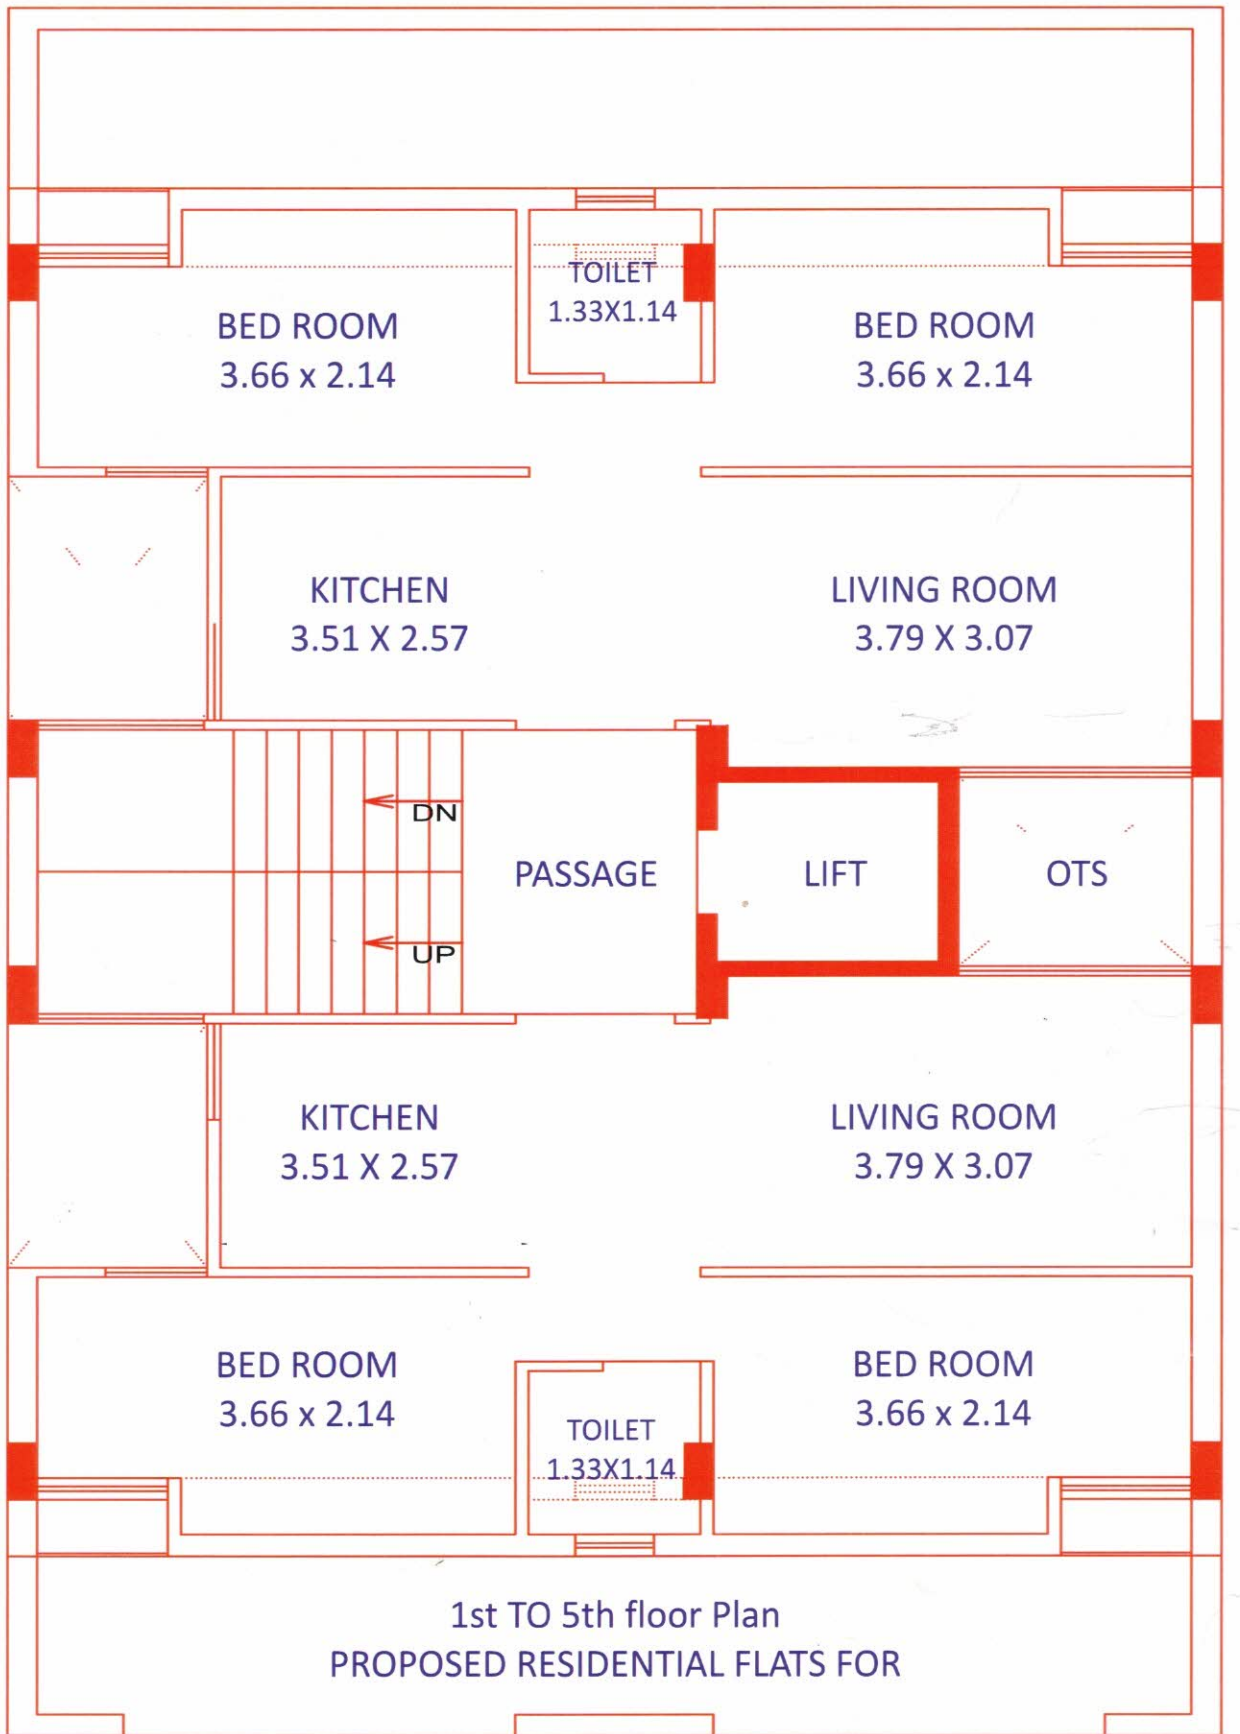 TOILET
1.33X1.14
BED ROOM
3.66 x 2.14
BED ROOM
3.66 x 2.14
KITCHEN
3.51 X 2.57
LIVING ROOM
3.79 X 3.07
DN
PASSAGE
LIFT
OTS
UP
KITCHEN
3.51 X 2.57
LIVING ROOM
3.79 X 3.07
BED ROOM
3.66 x 2.14
BED ROOM
3.66 x 2.14
TOILET
1.33X1.14
1st TO 5th floor Plan
PROPOSED RESIDENTIAL FLATS FOR